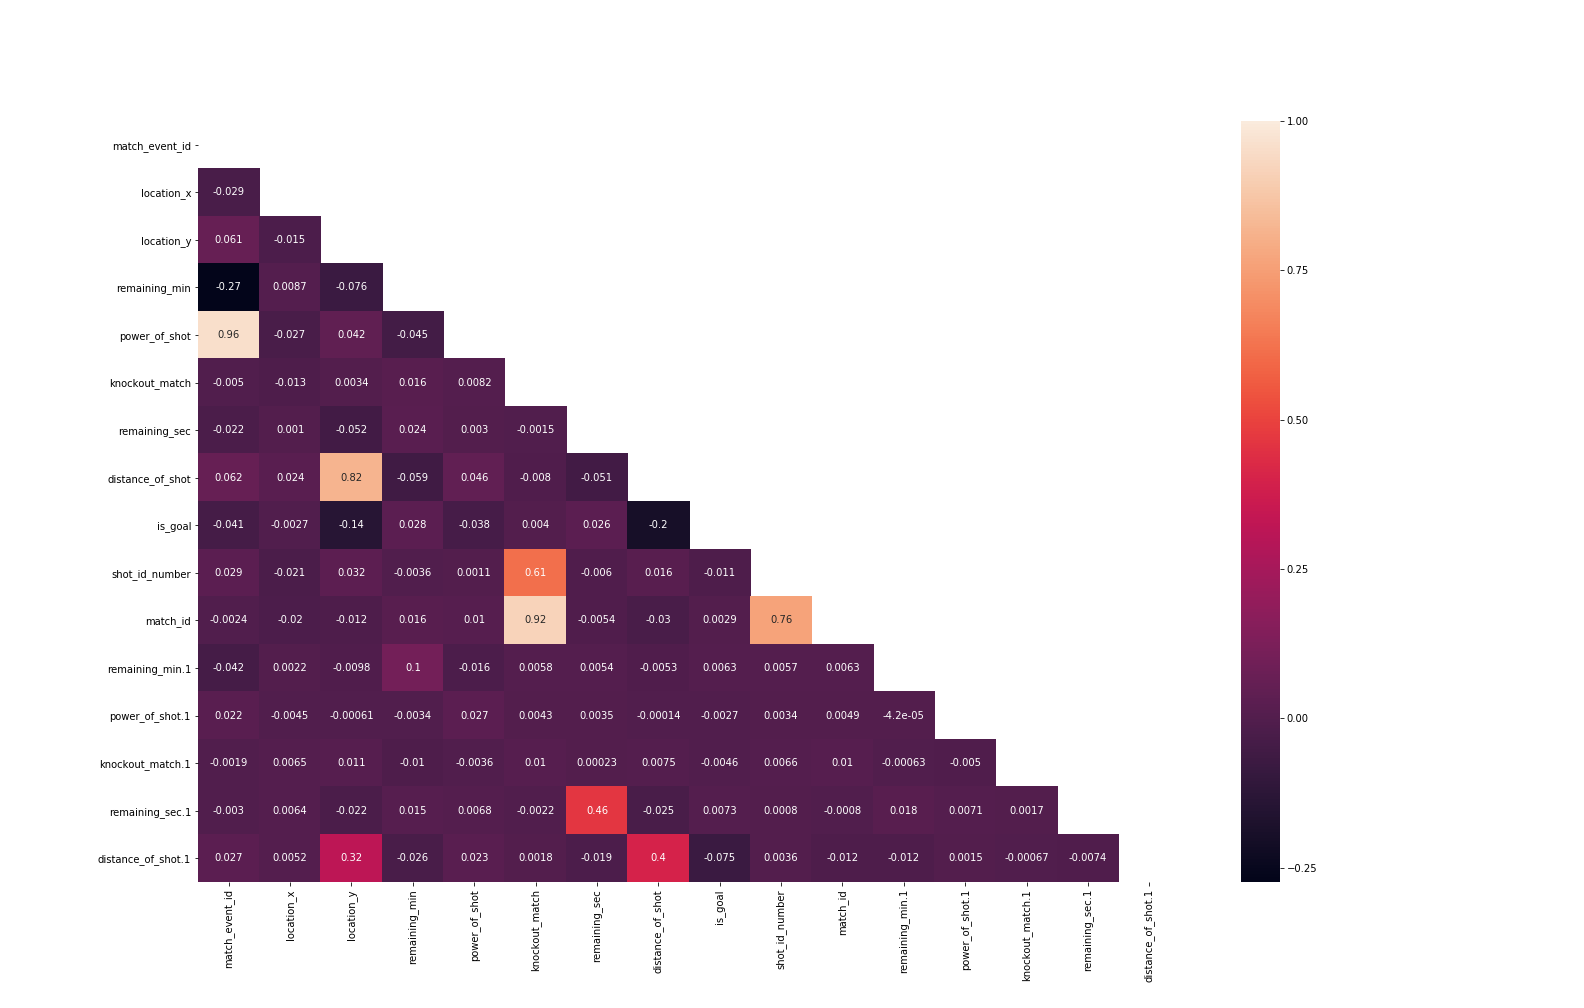 1.00
match_event_id
location_x -0.029
location_y 0.061 -0.015
0.75
remaining_min -0.27 0.0087 -0.076
power_of_shot 0.96 -0.027 0.042 -0.045
knockout_match -0.005 -0.013 0.0034 0.016 0.0082
0.50
remaining_sec -0.022 0.001 -0.052 0.024 0.003 -0.0015
distance_of_shot 0.062 0.024 0.82 -0.059 0.046 -0.008 -0.051
is_goal -0.041 -0.0027 -0.14 0.028 -0.038 0.004 0.026 -0.2
0.25
shot_id_number 0.029 -0.021 0.032 -0.0036 0.0011 0.61 -0.006 0.016 -0.011
match_id -0.0024 -0.02 -0.012 0.016 0.01 0.92 -0.0054 -0.03 0.0029 0.76
remaining_min.1 -0.042 0.0022 -0.0098 0.1 -0.016 0.0058 0.0054 -0.0053 0.0063 0.0057 0.0063
power_of_shot.1 0.022 -0.0045 -0.00061 -0.0034 0.027 0.0043 0.0035 -0.00014 -0.0027 0.0034 0.0049 -4.2e-05
0.00
knockout_match.1 -0.0019 0.0065 0.011 -0.01 -0.0036 0.01 0.00023 0.0075 -0.0046 0.0066 0.01 -0.00063 -0.005
remaining_sec.1 -0.003 0.0064 -0.022 0.015 0.0068 -0.0022 0.46 -0.025 0.0073 0.0008 -0.0008 0.018 0.0071 0.0017
distance_of_shot.1 0.027 0.0052 0.32 -0.026 0.023 0.0018 -0.019 0.4 -0.075 0.0036 -0.012 -0.012 0.0015 -0.00067 -0.0074
−0.25
match_event_id
location_x
location_y
remaining_min
power_of_shot
knockout_match
remaining_sec
distance_of_shot
is_goal
shot_id_number
match_id
remaining_min.1
power_of_shot.1
knockout_match.1
remaining_sec.1
distance_of_shot.1